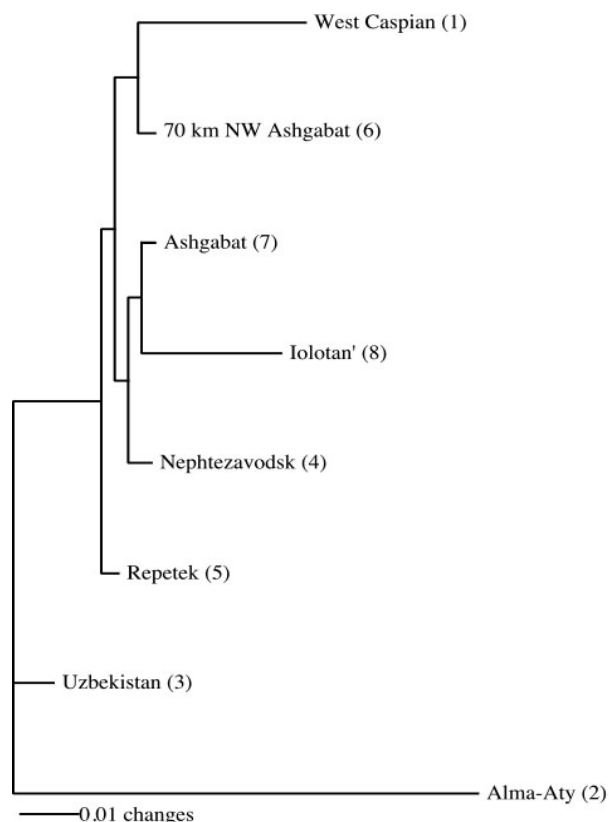 West Caspian (1)
70 km NW Ashgabat (6)
Ashgabat (7)
Iolotan' (8)
Nephtezavodsk (4)
Repetek (5)
Uzbekistan (3)
Alma-Aty (2)
0.01 changes